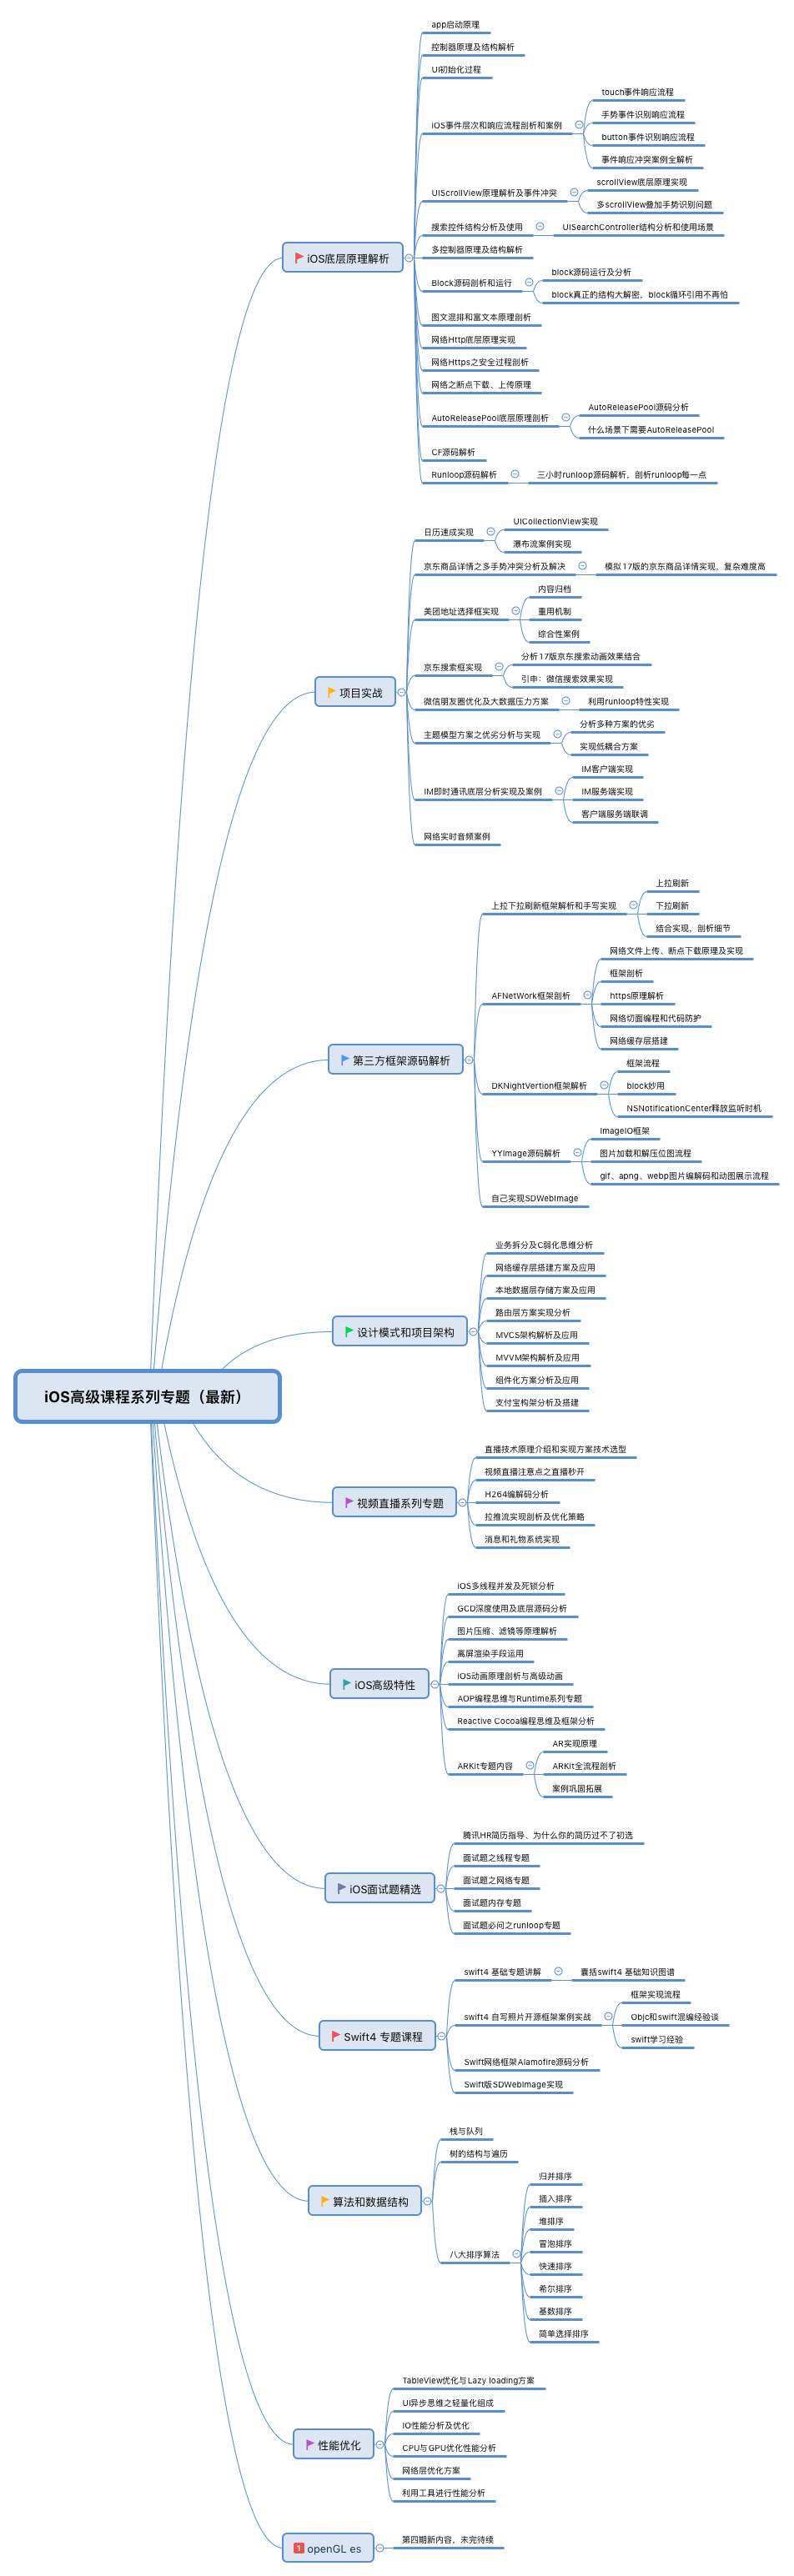 iOS高级课程系列专题（最新）
iOS底层原理解析
app启动原理
控制器原理及结构解析
UI初始化过程
iOS事件层次和响应流程剖析和案例
touch事件响应流程
手势事件识别响应流程
button事件识别响应流程
事件响应冲突案例全解析
UIScrollView原理解析及事件冲突
scrollView底层原理实现
多scrollView叠加手势识别问题
搜索控件结构分析及使用
UISearchController结构分析和使用场景
多控制器原理及结构解析
Block源码剖析和运行
block源码运行及分析
block真正的结构大解密，block循环引用不再怕
图文混排和富文本原理剖析
网络Http底层原理实现
网络Https之安全过程剖析
网络之断点下载、上传原理
AutoReleasePool底层原理剖析
AutoReleasePool源码分析
什么场景下需要AutoReleasePool
CF源码解析
Runloop源码解析
三小时runloop源码解析，剖析runloop每一点
项目实战
日历速成实现
UICollectionView实现
瀑布流案例实现
京东商品详情之多手势冲突分析及解决
模拟17版的京东商品详情实现，复杂难度高
美团地址选择框实现
内容归档
重用机制
综合性案例
京东搜索框实现
分析17版京东搜索动画效果结合
引申：微信搜索效果实现
微信朋友圈优化及大数据压力方案
利用runloop特性实现
主题模型方案之优劣分析与实现
分析多种方案的优劣
实现低耦合方案
IM即时通讯底层分析实现及案例
IM客户端实现
IM服务端实现
客户端服务端联调
网络实时音频案例
第三方框架源码解析
上拉下拉刷新框架解析和手写实现
上拉刷新
下拉刷新
结合实现，剖析细节
AFNetWork框架剖析
网络文件上传、断点下载原理及实现
框架剖析
https原理解析
网络切面编程和代码防护
网络缓存层搭建
DKNightVertion框架解析
框架流程
block妙用
NSNotificationCenter释放监听时机
YYImage源码解析
ImageIO框架
图片加载和解压位图流程
gif、apng、webp图片编解码和动图展示流程
自己实现SDWebImage
设计模式和项目架构
业务拆分及C弱化思维分析
网络缓存层搭建方案及应用
本地数据层存储方案及应用
路由层方案实现分析
MVCS架构解析及应用
MVVM架构解析及应用
组件化方案分析及应用
支付宝构架分析及搭建
视频直播系列专题
直播技术原理介绍和实现方案技术选型
视频直播注意点之直播秒开
H264编解码分析
拉推流实现剖析及优化策略
消息和礼物系统实现
iOS高级特性
iOS多线程并发及死锁分析
GCD深度使用及底层源码分析
图片压缩、滤镜等原理解析
离屏渲染手段运用
iOS动画原理剖析与高级动画
AOP编程思维与Runtime系列专题
Reactive Cocoa编程思维及框架分析
ARKit专题内容
AR实现原理
ARKit全流程剖析
案例巩固拓展
iOS面试题精选
腾讯HR简历指导、为什么你的简历过不了初选
面试题之线程专题
面试题之网络专题
面试题内存专题
面试题必问之runloop专题
Swift4 专题课程
swift4 基础专题讲解
囊括swift4 基础知识图谱
swift4 自写照片开源框架案例实战
框架实现流程
Objc和swift混编经验谈
swift学习经验
Swift网络框架Alamofire源码分析
Swift版SDWebImage实现
算法和数据结构
栈与队列
树的结构与遍历
八大排序算法
归并排序
插入排序
堆排序
冒泡排序
快速排序
希尔排序
基数排序
简单选择排序
性能优化
TableView优化与Lazy loading方案
UI异步思维之轻量化组成
IO性能分析及优化
CPU与GPU优化性能分析
网络层优化方案
利用工具进行性能分析
1 openGL es
第四期新内容，未完待续